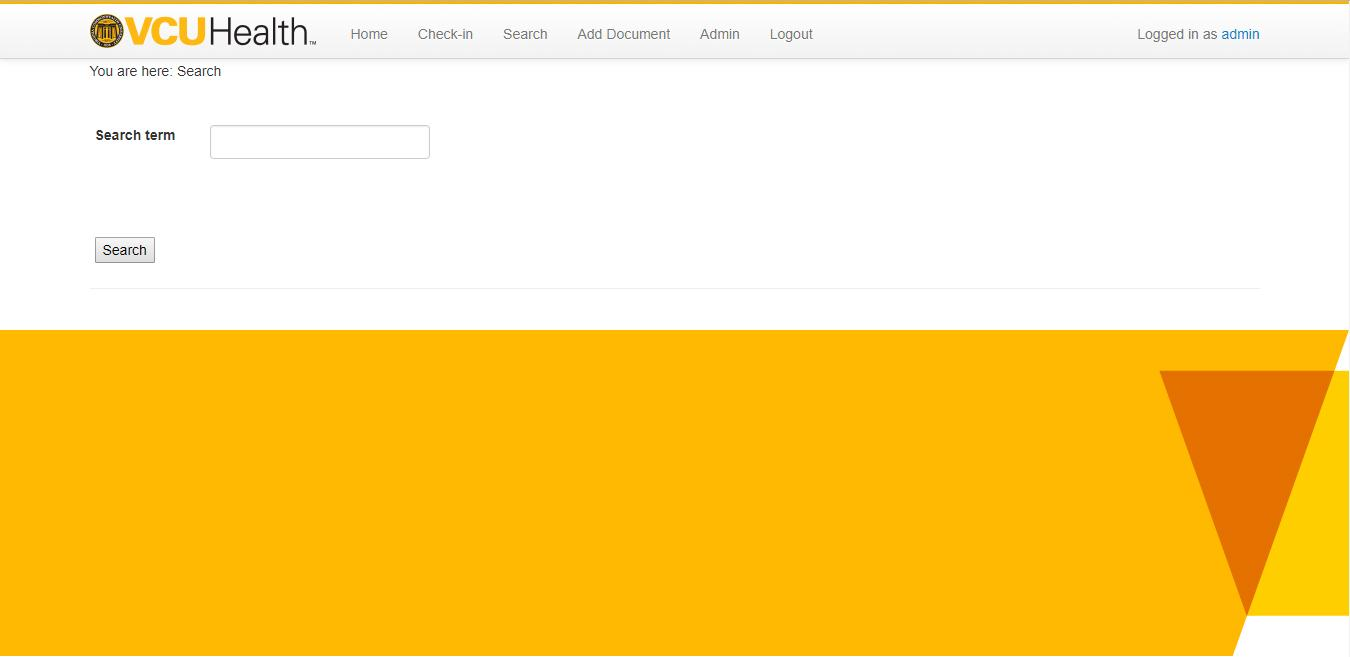 VCUHealth™ Home Check-in Search Add Document Admin Logout Logged in as admin
You are here: Search
Search term
Search